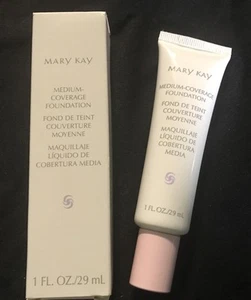 MARY KAY
MEDIUM-
COVERAGE
FOUNDATION
FOND DE TEINT
COUVERTURE
MOYENNE
MAQUILLAJE
LÍQUIDO DE
COBERTURA MEDIA
1 FL. OZ./29 mL
MARY KAY
MEDIUM-COVERAGE
FOUNDATION
FOND DE TEINT
COUVERTURE
MOYENNE
MAQUILLAJE
LÍQUIDO DE
COBERTURA
MEDIA
1 FL. OZ./29 mL